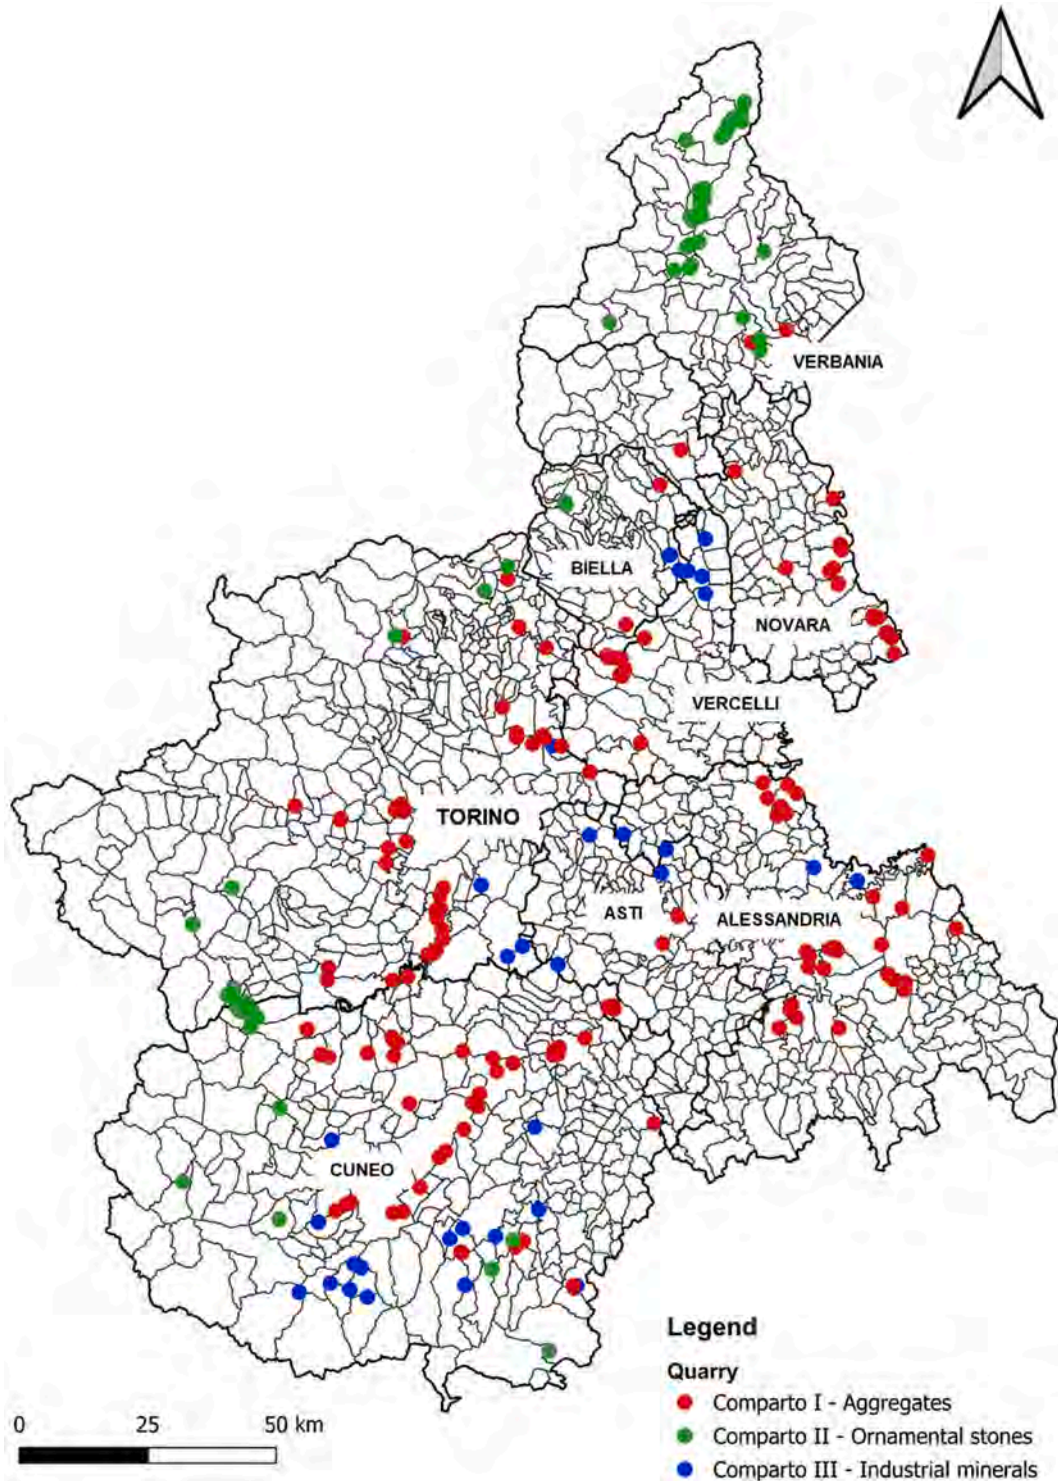 VERBANIA
BIELLA
NOVARA
VERCELLI
TORINO
ASTI
ALESSANDRIA
CUNEO
Legend
Quarry
Comparto I - Aggregates
Comparto II - Ornamental stones
Comparto III - Industrial minerals
0 25 50 km